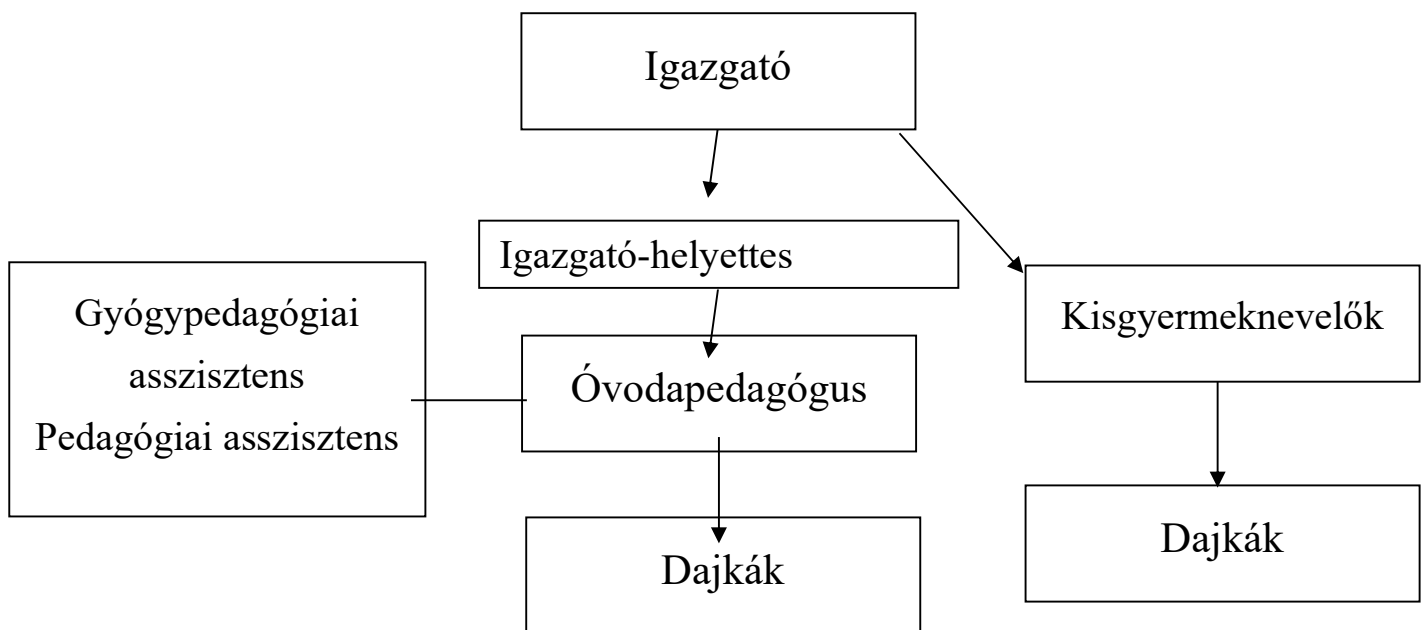 Igazgató
Igazgató-helyettes
Gyógypedagógiai
asszisztens
Pedagógiai asszisztens
Óvodapedagógus
Kisgyermeknevelők
Dajkák
Dajkák